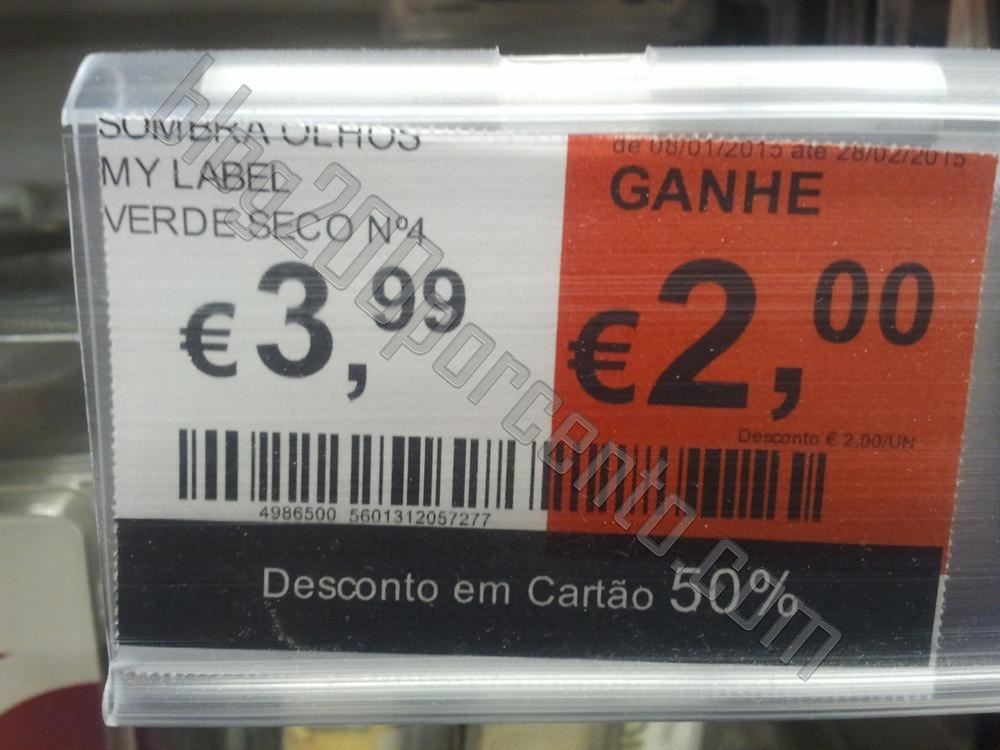 SOMBRA OLHOS
MY LABEL
VERDE SECO Nº4
€3,99
de 08/01/2015 até 28/02/2015
GANHE
€2,00
Desconto € 2,00/UN
4986500 5601312057277
Desconto em Cartão 50%
blog200porcento.com